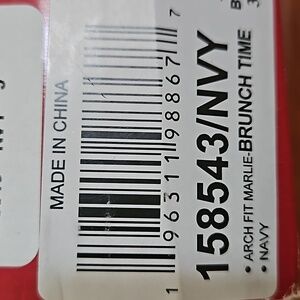 MADE IN CHINA
1 96311 98867 7
158543/NVY
• ARCH FIT MARLIE-BRUNCH TIME
• NAVY